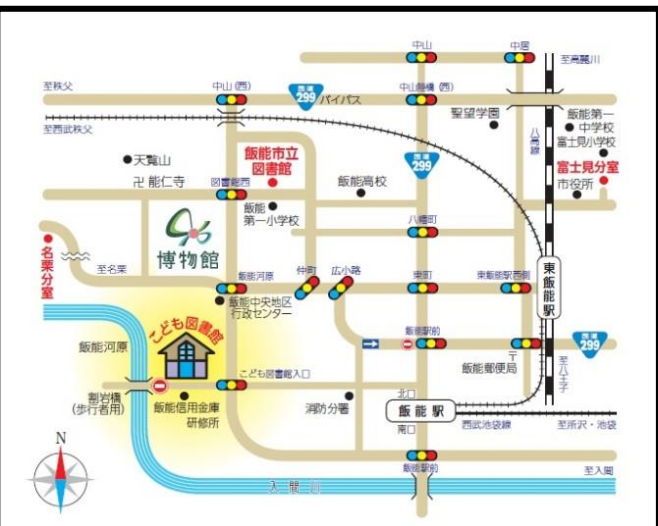 中山
中居
至高麗川
至秩父
中山(西)
国道
299
バイパス
中山陸橋(西)
至西武秩父
聖望学園
飯能第一
中学校
富士見小学校
八高線
天覧山
飯能市立
図書館
国道
299
富士見分室
市役所
卍能仁寺
図書館西
飯能高校
飯能
第一小学校
八幡町
博物館
名栗分室
至名栗
飯能河原
仲町
広小路
東町
東飯能駅西側
東飯能駅
飯能中央地区
行政センター
こども図書館
飯能河原
飯能駅前
国道
299
〒
飯能郵便局
至八王子
こども図書館入口
割岩橋
(歩行者用)
飯能信用金庫
研修所
消防分署
北口
飯能駅
南口
西武池袋線
至所沢・池袋
N
飯能駅前
至入間
入間川